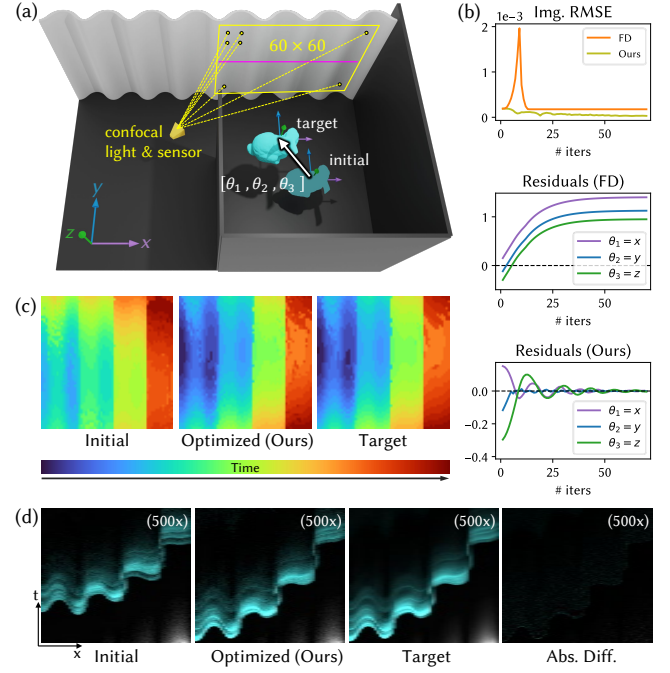 (a)
60 × 60
confocal
light & sensor
target
initial
[θ₁, θ₂, θ₃]
y
z
x
(b)
Img. RMSE
1e−3
2
1
0
FD
Ours
0
25
50
# iters
Residuals (FD)
1
0
θ₁ = x
θ₂ = y
θ₃ = z
0
25
50
# iters
Residuals (Ours)
0.0
−0.2
−0.4
θ₁ = x
θ₂ = y
θ₃ = z
0
25
50
# iters
(c)
Initial
Optimized (Ours)
Target
Time
(d)
(500x)
(500x)
(500x)
(500x)
t
x
Initial
Optimized (Ours)
Target
Abs. Diff.